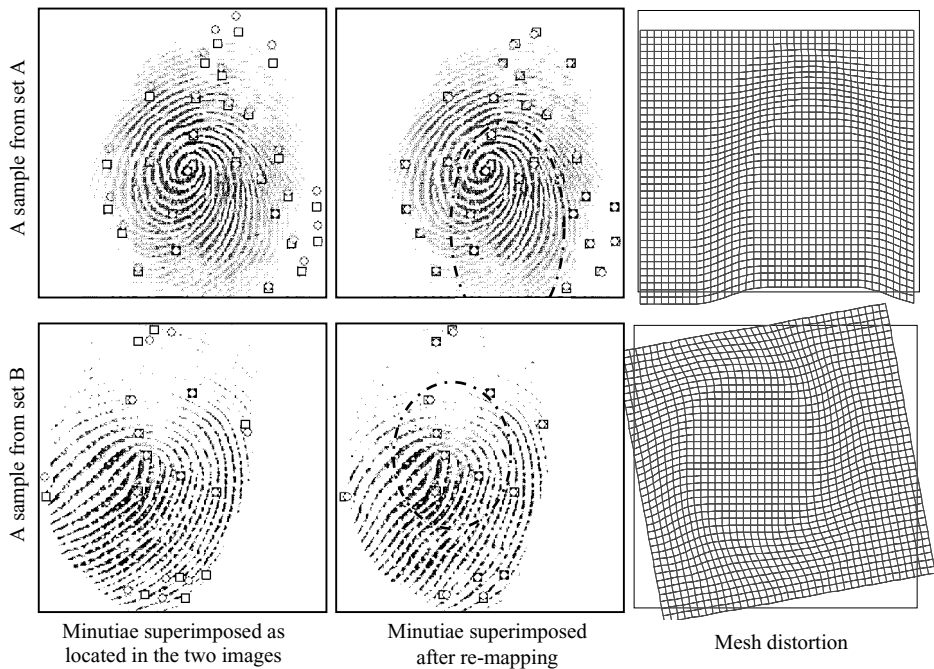 A sample from set A
A sample from set B
Minutiae superimposed as
located in the two images
Minutiae superimposed
after re-mapping
Mesh distortion